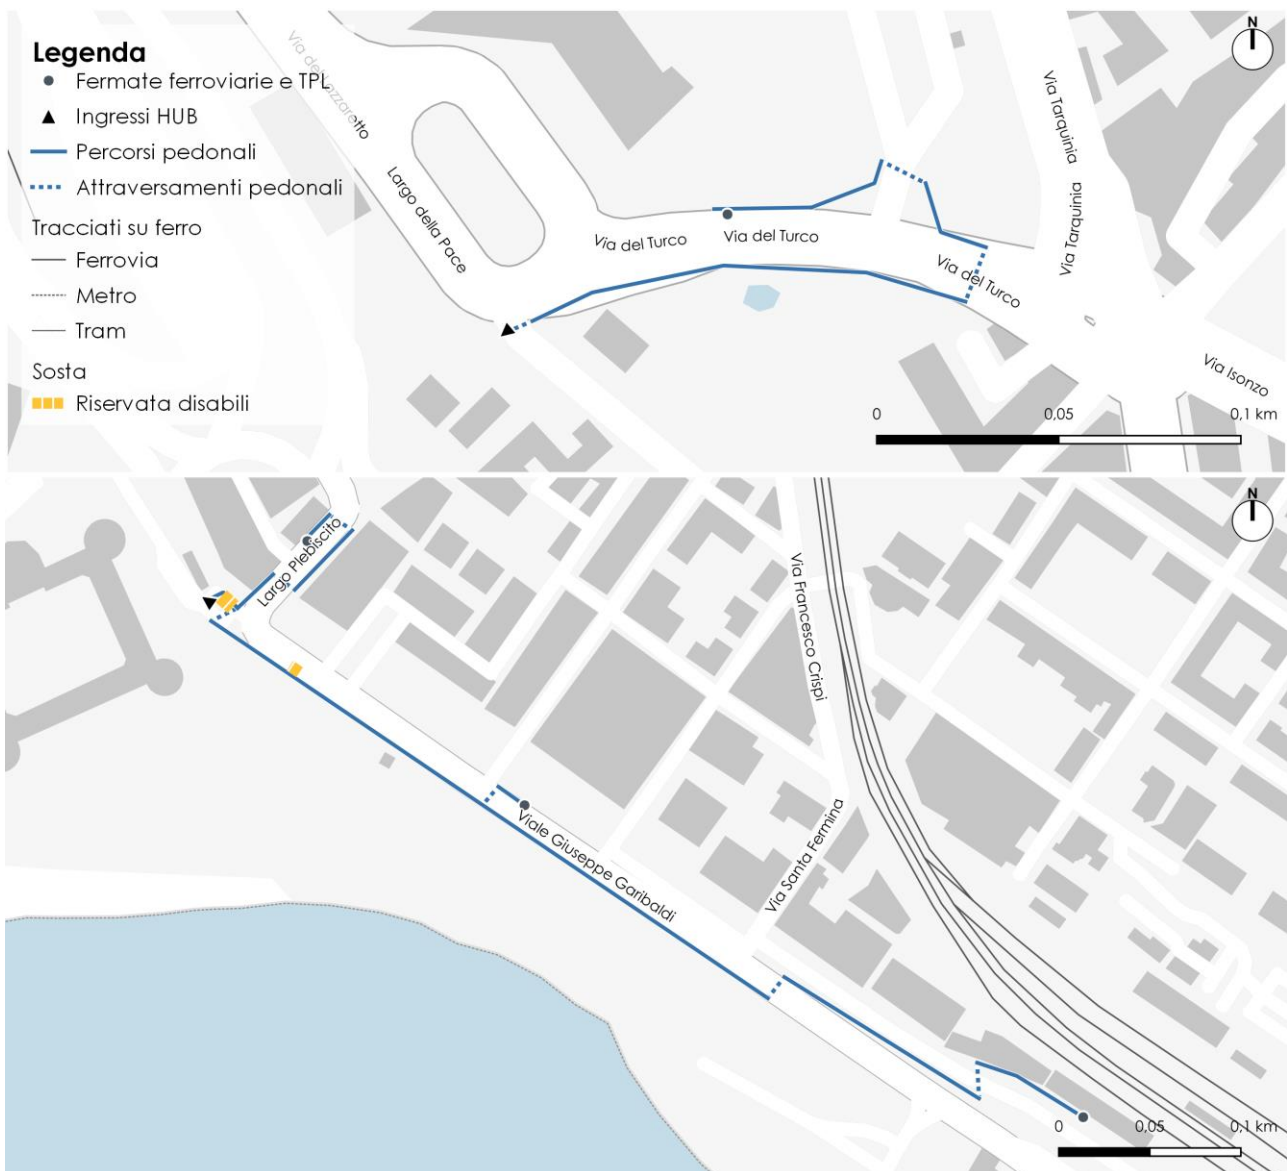 Legenda
Fermate ferroviarie e TPL
Ingressi HUB
Percorsi pedonali
Attraversamenti pedonali
Tracciati su ferro
Ferrovia
Metro
Tram
Sosta
Riservata disabili
Via del Lazzaretto
Largo della Pace
Via del Turco
Via del Turco
Via del Turco
Via Tarquinia
Via Tarquinia
Via Isonzo
N
0 0,05 0,1 km
N
Largo Plebiscito
Via Francesco Crispi
Viale Giuseppe Garibaldi
Via Santa Fermina
0 0,05 0,1 km